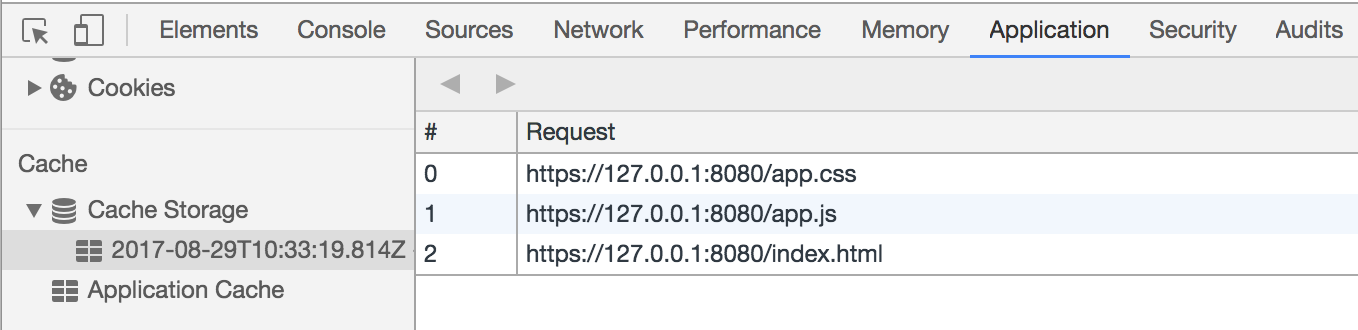 Elements Console Sources Network Performance Memory Application Security Audits
Cookies
Cache
Cache Storage
2017-08-29T10:33:19.814Z
Application Cache
# Request
0 https://127.0.0.1:8080/app.css
1 https://127.0.0.1:8080/app.js
2 https://127.0.0.1:8080/index.html